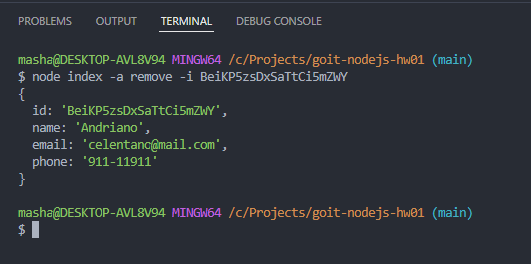 PROBLEMS OUTPUT TERMINAL DEBUG CONSOLE
masha@DESKTOP-AVL8V94 MINGW64 /c/Projects/goit-nodejs-hw01 (main)
$ node index -a remove -i BeiKP5zsDxSaTtCi5mZWY
{
  id: 'BeiKP5zsDxSaTtCi5mZWY',
  name: 'Andriano',
  email: 'celentano@mail.com',
  phone: '911-11911'
}
masha@DESKTOP-AVL8V94 MINGW64 /c/Projects/goit-nodejs-hw01 (main)
$